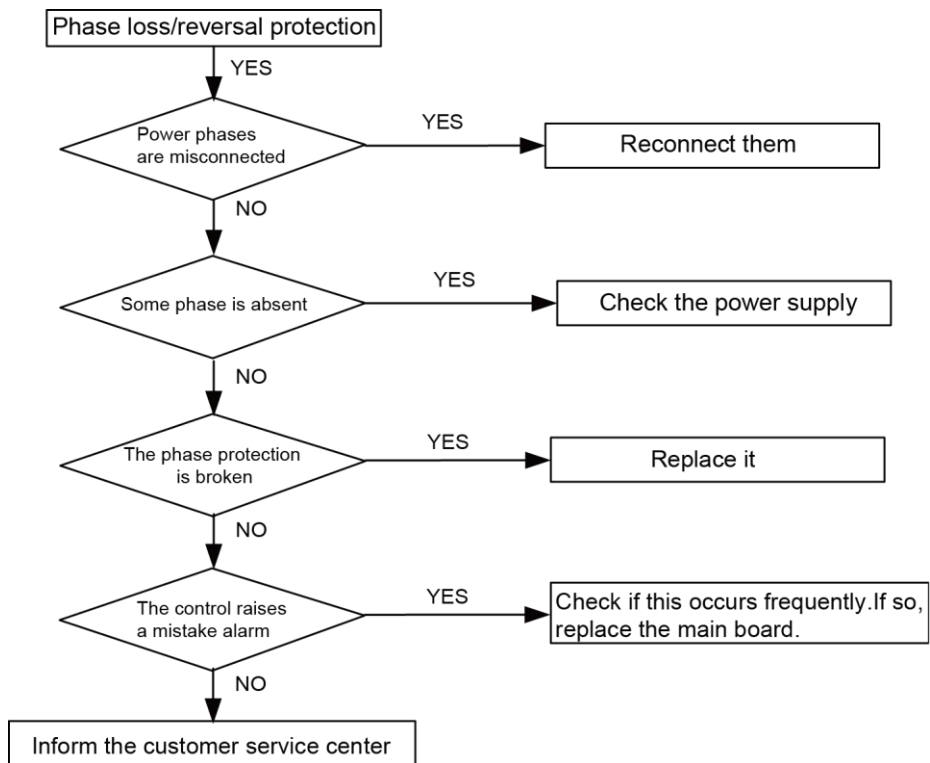 Phase loss/reversal protection
YES
Power phases
are misconnected
YES
Reconnect them
NO
Some phase is absent
YES
Check the power supply
NO
The phase protection
is broken
YES
Replace it
NO
The control raises
a mistake alarm
YES
Check if this occurs frequently.If so,
replace the main board.
NO
Inform the customer service center